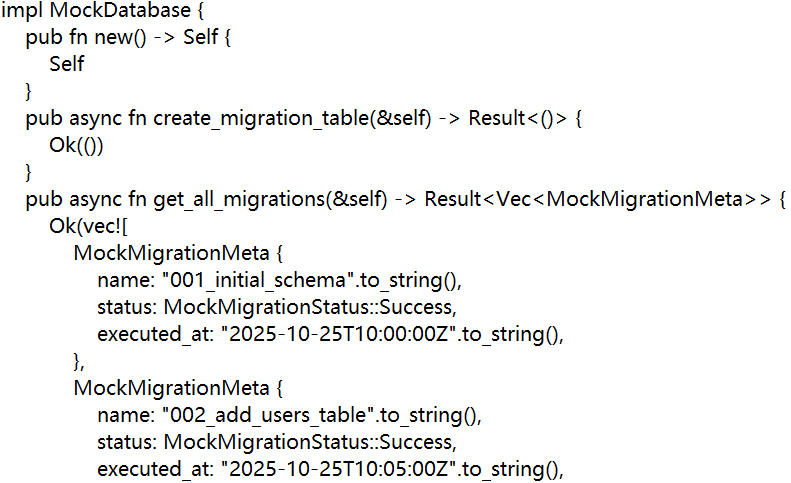 impl MockDatabase {
    pub fn new() -> Self {
        Self
    }
    pub async fn create_migration_table(&self) -> Result<()> {
        Ok(())
    }
    pub async fn get_all_migrations(&self) -> Result<Vec<MockMigrationMeta>> {
        Ok(vec![
            MockMigrationMeta {
                name: "001_initial_schema".to_string(),
                status: MockMigrationStatus::Success,
                executed_at: "2025-10-25T10:00:00Z".to_string(),
            },
            MockMigrationMeta {
                name: "002_add_users_table".to_string(),
                status: MockMigrationStatus::Success,
                executed_at: "2025-10-25T10:05:00Z".to_string(),